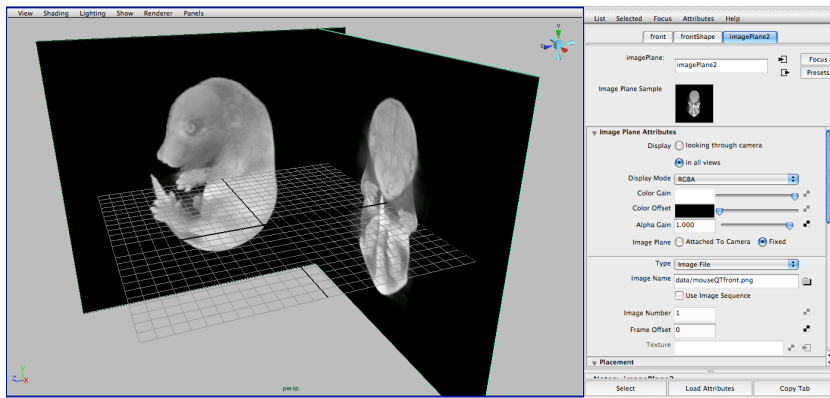 View Shading Lighting Show Renderer Panels
List Selected Focus Attributes Help
front frontShape imagePlane2
imagePlane: imagePlane2
Focus
Presets
Image Plane Sample
Image Plane Attributes
Display looking through camera
in all views
Display Mode RGBA
Color Gain
Color Offset
Alpha Gain 1.000
Image Plane Attached To Camera Fixed
Type Image File
Image Name data/mouseQTfront.png
Use Image Sequence
Image Number 1
Frame Offset 0
Texture
Placement
Select Load Attributes Copy Tab
Y
Z
X
persp